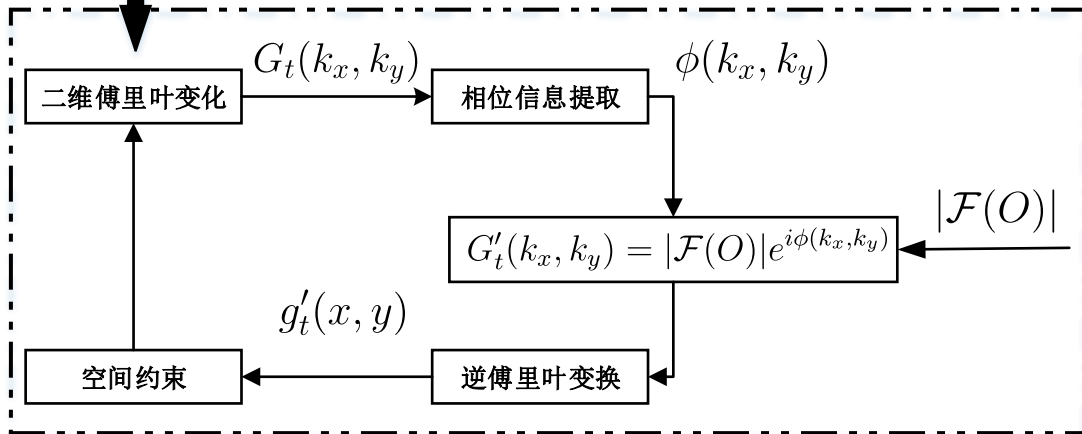 二维傅里叶变化
G_t(k_x, k_y)
相位信息提取
ϕ(k_x, k_y)
|ℱ(O)|
G'_t(k_x, k_y) = |ℱ(O)|e^{iϕ(k_x,k_y)}
g'_t(x, y)
空间约束
逆傅里叶变换